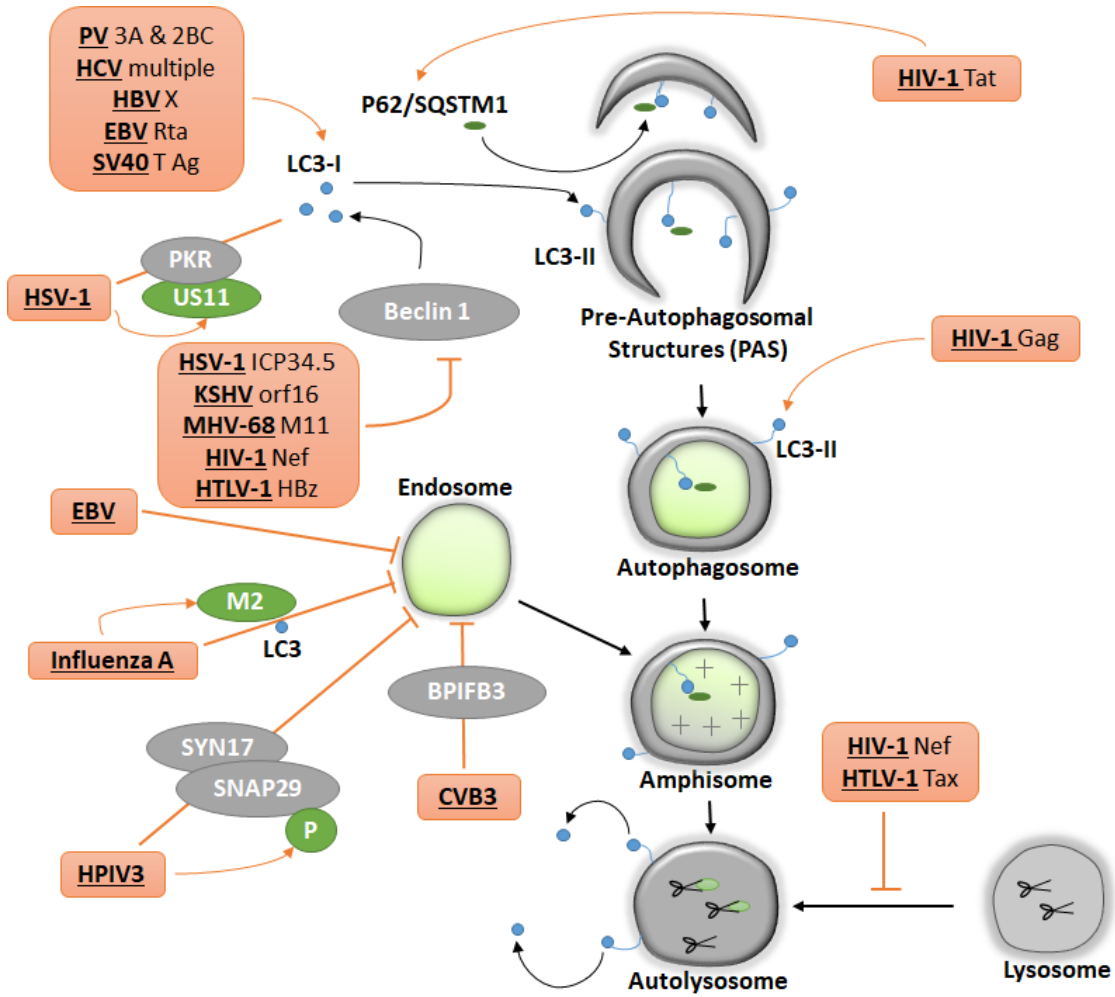 PV 3A & 2BC
HCV multiple
HBV X
EBV Rta
SV40 T Ag
P62/SQSTM1
HIV-1 Tat
LC3-I
LC3-II
PKR
US11
HSV-1
Beclin 1
Pre-Autophagosomal
Structures (PAS)
HIV-1 Gag
HSV-1 ICP34.5
KSHV orf16
MHV-68 M11
HIV-1 Nef
HTLV-1 HBz
LC3-II
Endosome
EBV
Autophagosome
M2
LC3
Influenza A
BPIFB3
SYN17
SNAP29
P
HPIV3
CVB3
Amphisome
HIV-1 Nef
HTLV-1 Tax
Autolysosome
Lysosome